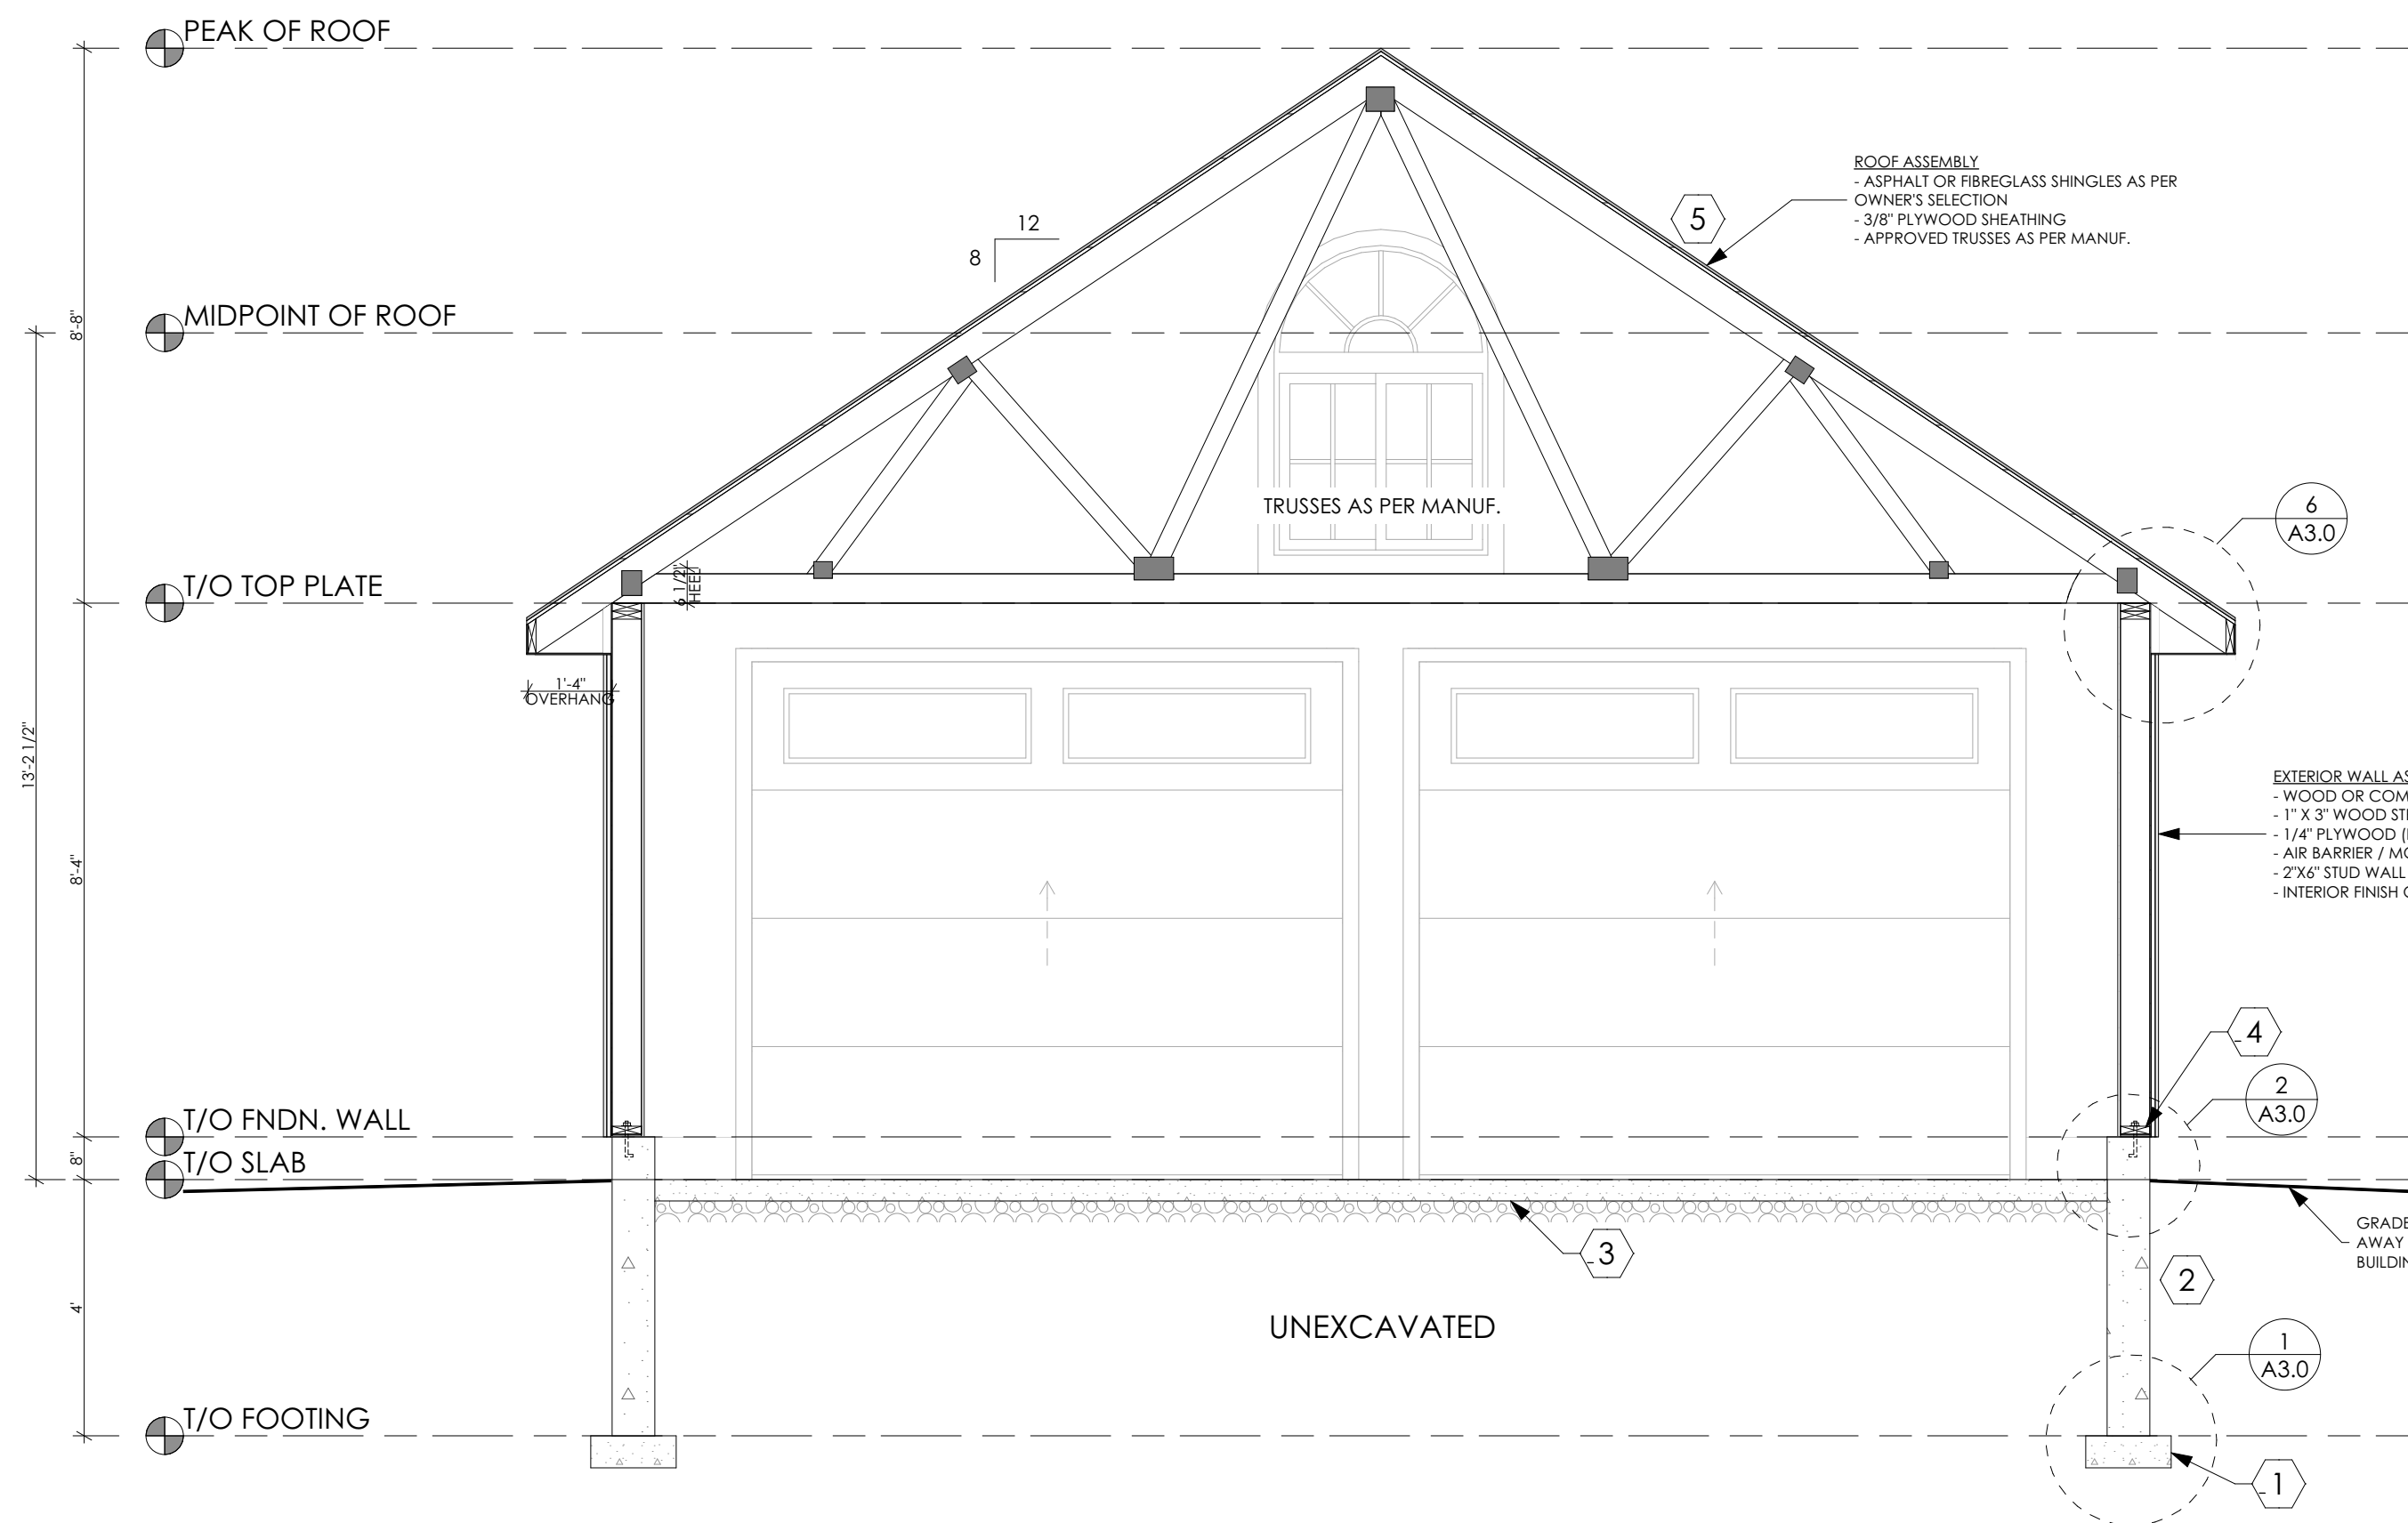 PEAK OF ROOF
ROOF ASSEMBLY
- ASPHALT OR FIBREGLASS SHINGLES AS PER
OWNER'S SELECTION
- 3/8" PLYWOOD SHEATHING
- APPROVED TRUSSES AS PER MANUF.
5
12
8
MIDPOINT OF ROOF
8'-8"
TRUSSES AS PER MANUF.
6
A3.0
T/O TOP PLATE
6 1/2"
HEEL
1'-4"
OVERHANG
13'-2 1/2"
8'-4"
EXTERIOR WALL
- WOOD OR
- 1" X 3" WOOD
- 1/4" PLYWOOD
- AIR BARRIER /
- 2"X6" STUD WALL
- INTERIOR FINISH
4
2
A3.0
T/O FNDN. WALL
8"
T/O SLAB
3
GRADE
AWAY
2
4'
UNEXCAVATED
1
A3.0
T/O FOOTING
1